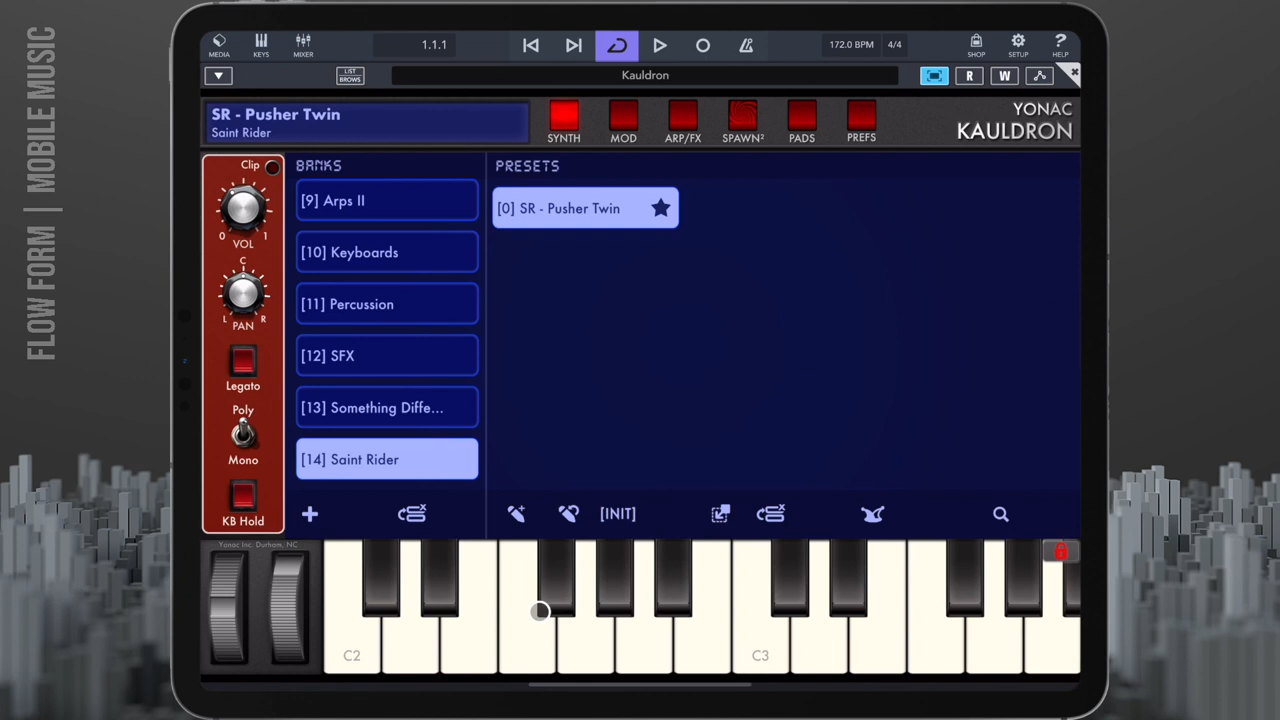 FLOW FORM | MOBILE MUSIC
MEDIA
KEYS
MIXER
1.1.1
172.0 BPM
4/4
SHOP
SETUP
?
HELP
LIST
BROWS
Kauldron
R
W
SR - Pusher Twin
Saint Rider
SYNTH
MOD
ARP/FX
SPAWN²
PADS
PREFS
YONAC
KAULDRON
Clip
0
1
VOL
C
L
R
PAN
Legato
Poly
Mono
KB Hold
BANKS
[9] Arps II
[10] Keyboards
[11] Percussion
[12] SFX
[13] Something Diffe...
[14] Saint Rider
PRESETS
[0] SR - Pusher Twin
[INIT]
Yonac Inc. Durham, NC
C2
C3